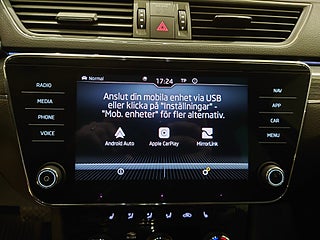 Normal
17:24
TP
RADIO
MEDIA
PHONE
VOICE
Anslut din mobila enhet via USB
eller klicka på "Inställningar" -
"Mob. enheter" för fler alternativ.
Android Auto
Apple CarPlay
MirrorLink
NAV
APP
CAR
MENU